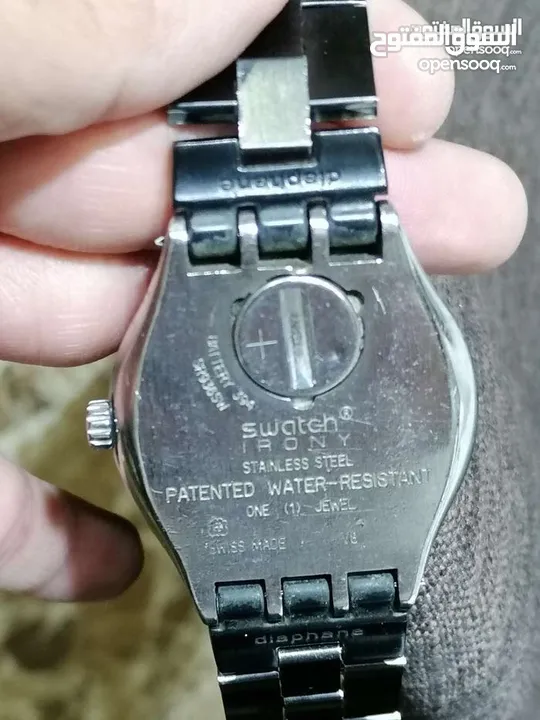 السوق المفتوح
opensooq.com
diaphane
BATTERY 394
SR936SW
swatch®
IRONY
STAINLESS STEEL
PATENTED WATER-RESISTANT
ONE (1) JEWEL
SWISS MADE
diaphane